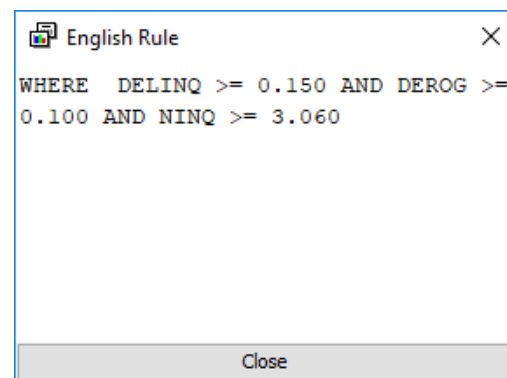 English Rule
WHERE  DELINQ >= 0.150 AND DEROG >=
0.100 AND NINQ >= 3.060
Close